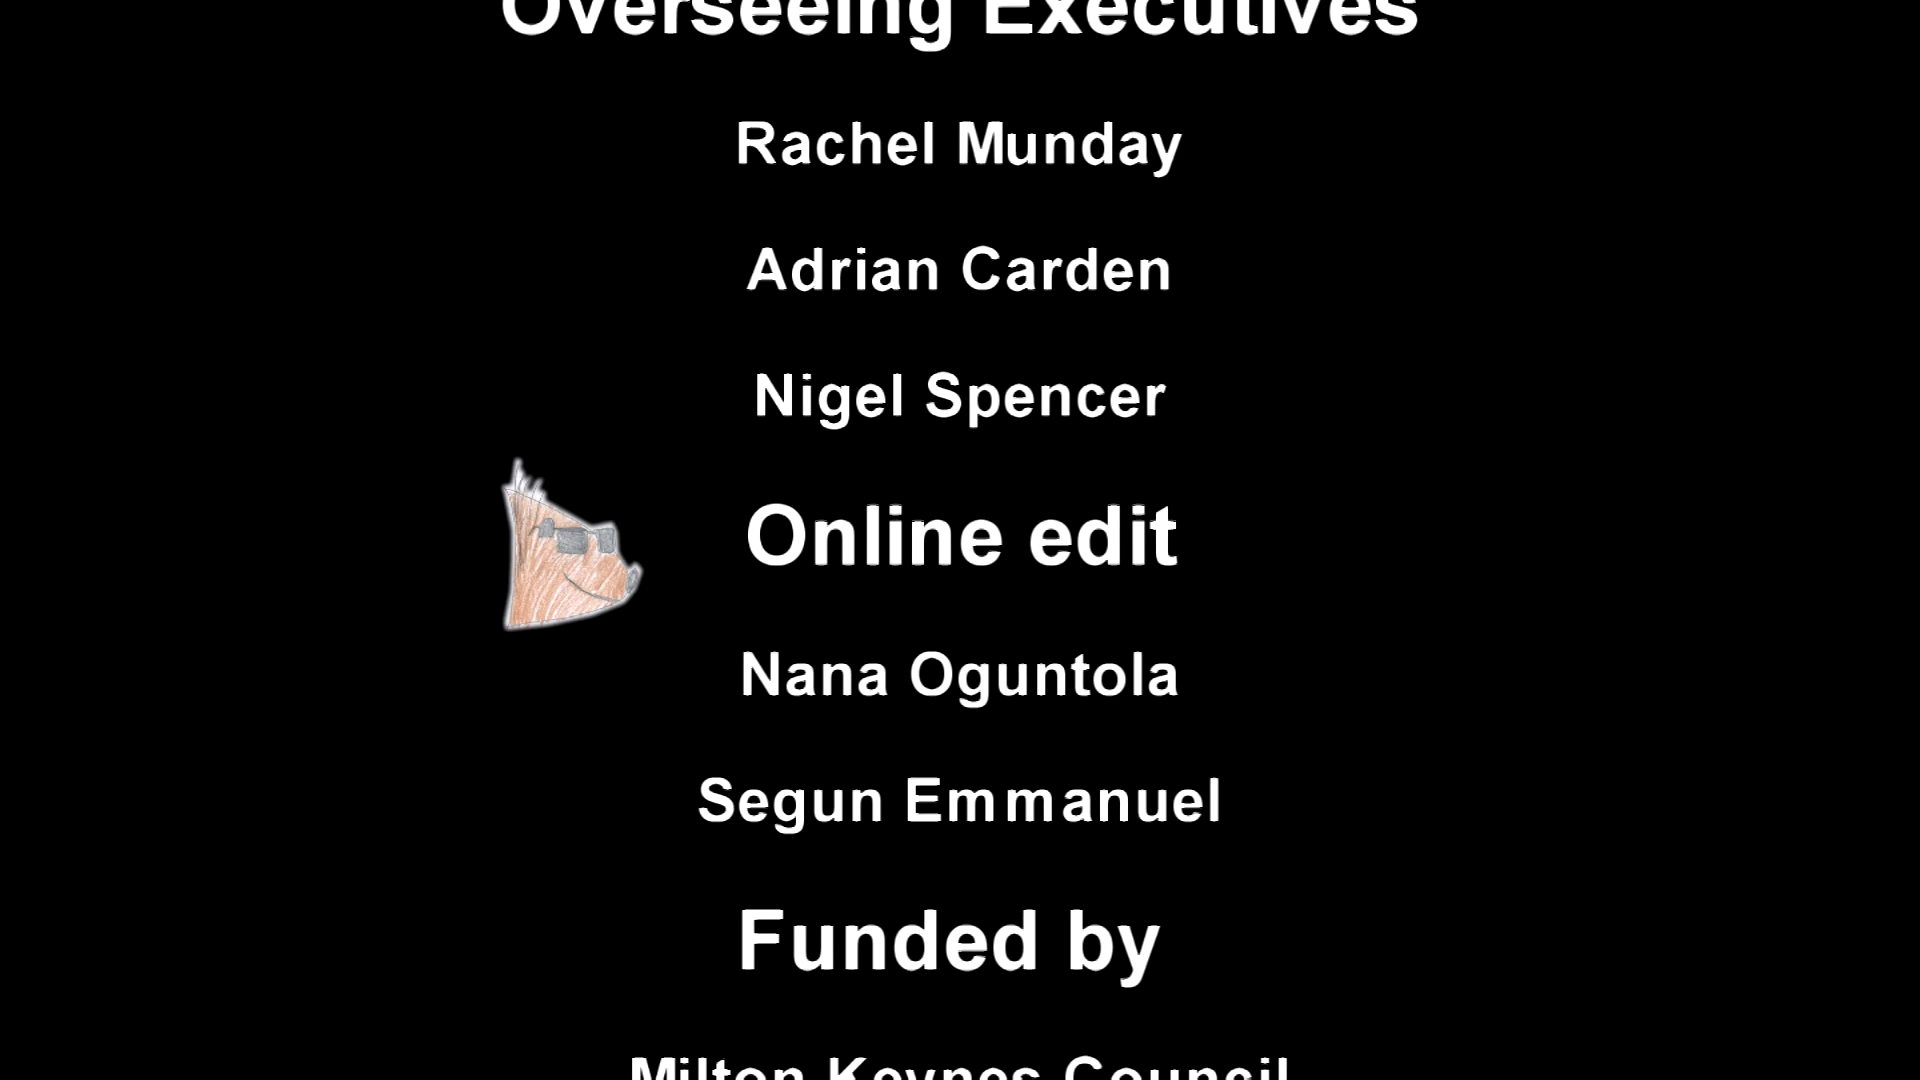 Overseeing Executives
Rachel Munday
Adrian Carden
Nigel Spencer
Online edit
Nana Oguntola
Segun Emmanuel
Funded by
Milton Keynes Council